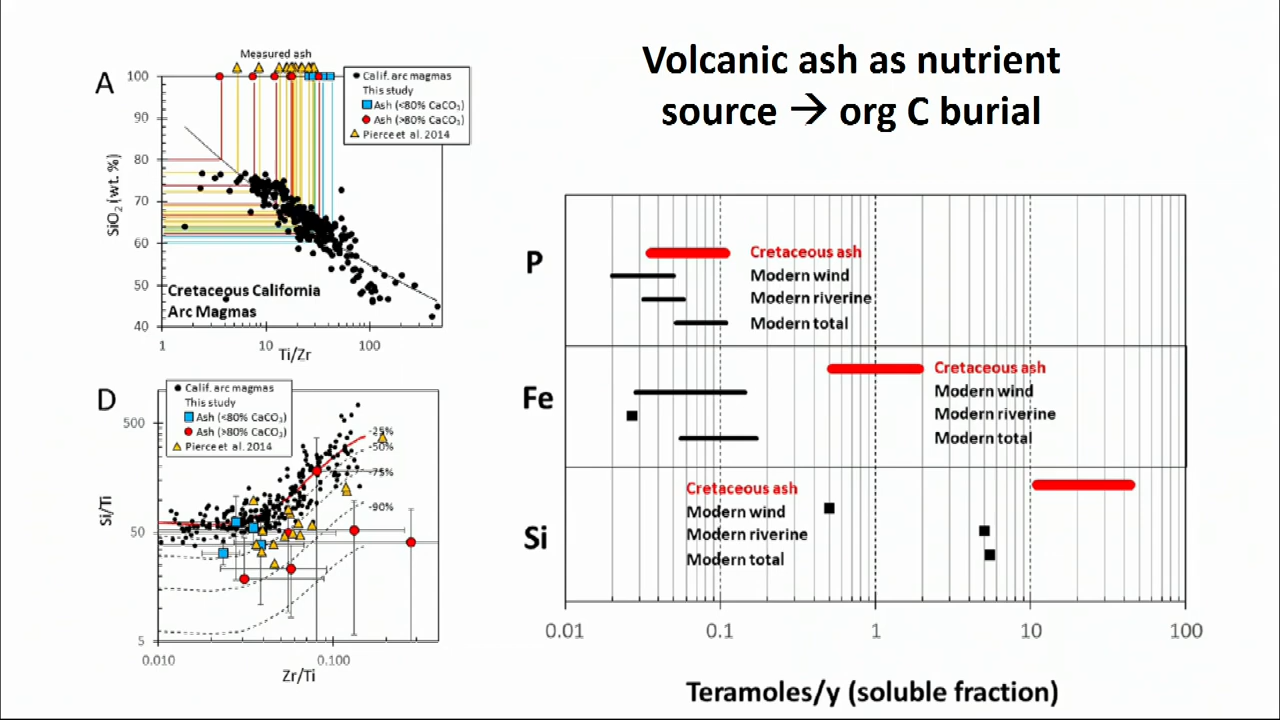 Volcanic ash as nutrient
source → org C burial
A
Measured ash
Calif. arc magmas
This study
Ash (<80% CaCO3)
Ash (>80% CaCO3)
Pierce et al. 2014
100
90
80
70
60
50
40
SiO2 (wt. %)
Cretaceous California
Arc Magmas
1
10
100
Ti/Zr
D
Calif. arc magmas
This study
Ash (<80% CaCO3)
Ash (>80% CaCO3)
Pierce et al. 2014
500
50
5
Si/Ti
-25%
-50%
-75%
-90%
0.010
0.100
Zr/Ti
P
Cretaceous ash
Modern wind
Modern riverine
Modern total
Fe
Cretaceous ash
Modern wind
Modern riverine
Modern total
Si
Cretaceous ash
Modern wind
Modern riverine
Modern total
0.01
0.1
1
10
100
Teramoles/y (soluble fraction)